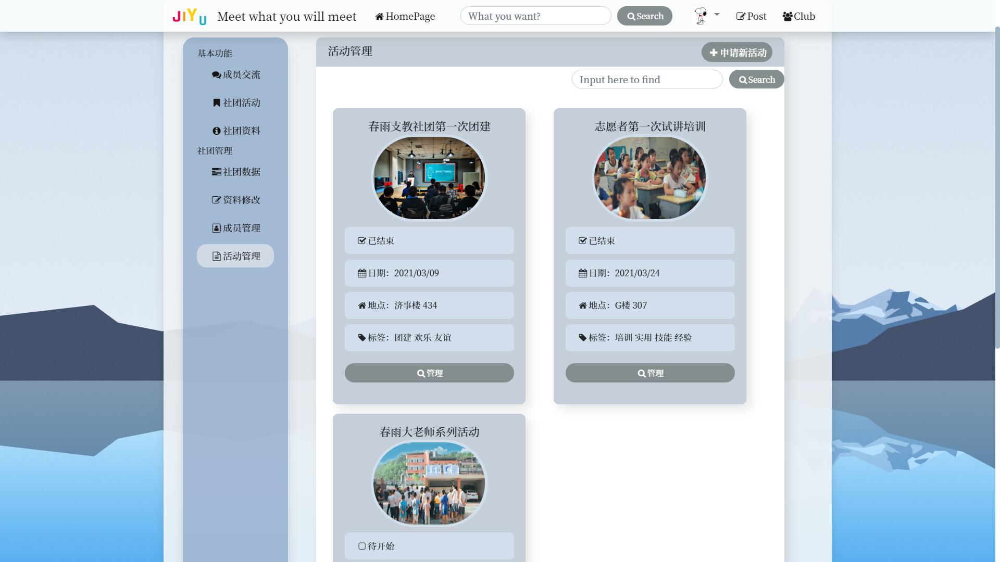 JIYU Meet what you will meet HomePage What you want? Search Post Club
基本功能
成员交流
社团活动
社团资料
社团管理
社团数据
资料修改
成员管理
活动管理
活动管理 申请新活动
Input here to find Search
春雨支教社团第一次团建
已结束
日期：2021/03/09
地点：济事楼 434
标签：团建 欢乐 友谊
管理
志愿者第一次试讲培训
已结束
日期：2021/03/24
地点：G楼 307
标签：培训 实用 技能 经验
管理
春雨大老师系列活动
待开始